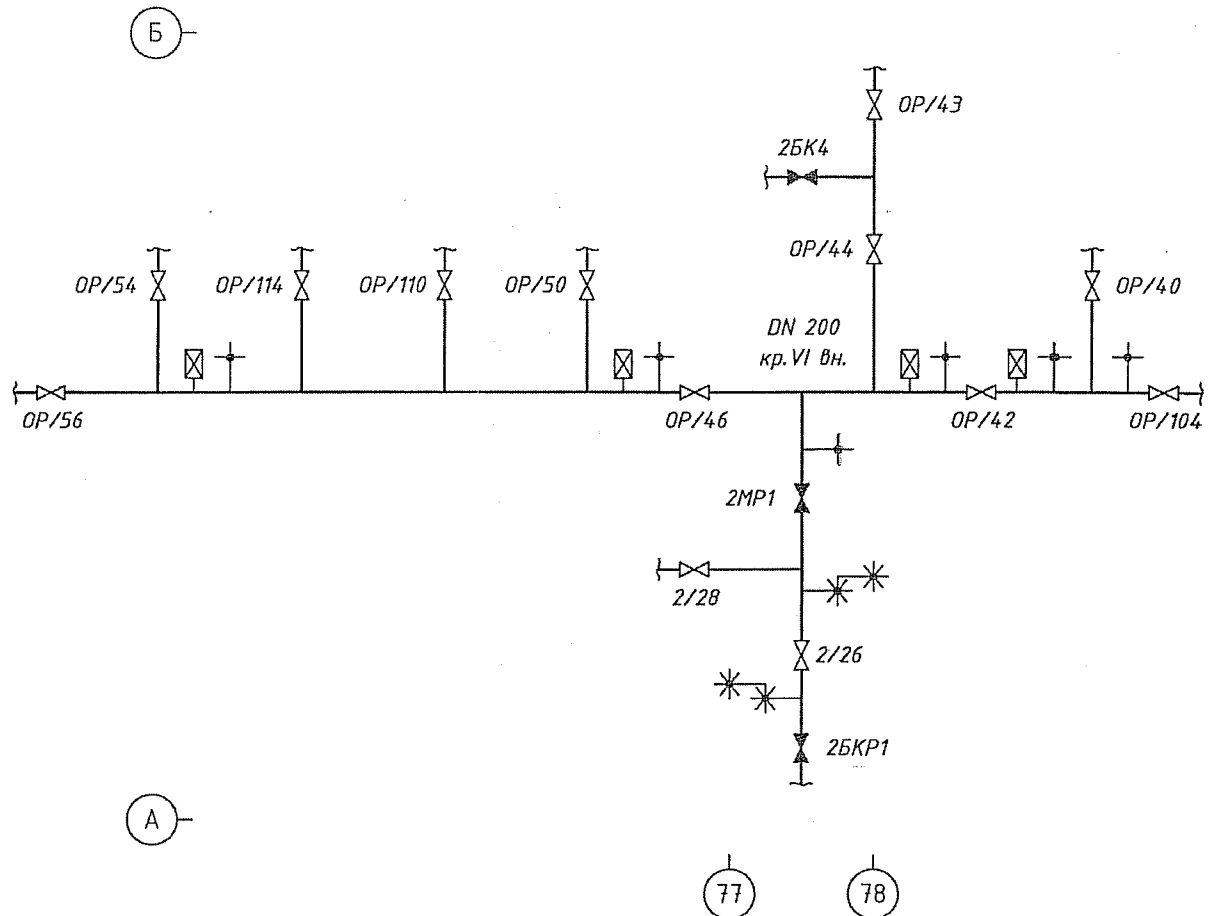 Б
ОР/43
2БК4
ОР/44
ОР/54
ОР/114
ОР/110
ОР/50
ОР/40
DN 200
кр.VI вн.
ОР/56
ОР/46
ОР/42
ОР/104
2МР1
2/28
2/26
2БКР1
А
77
78